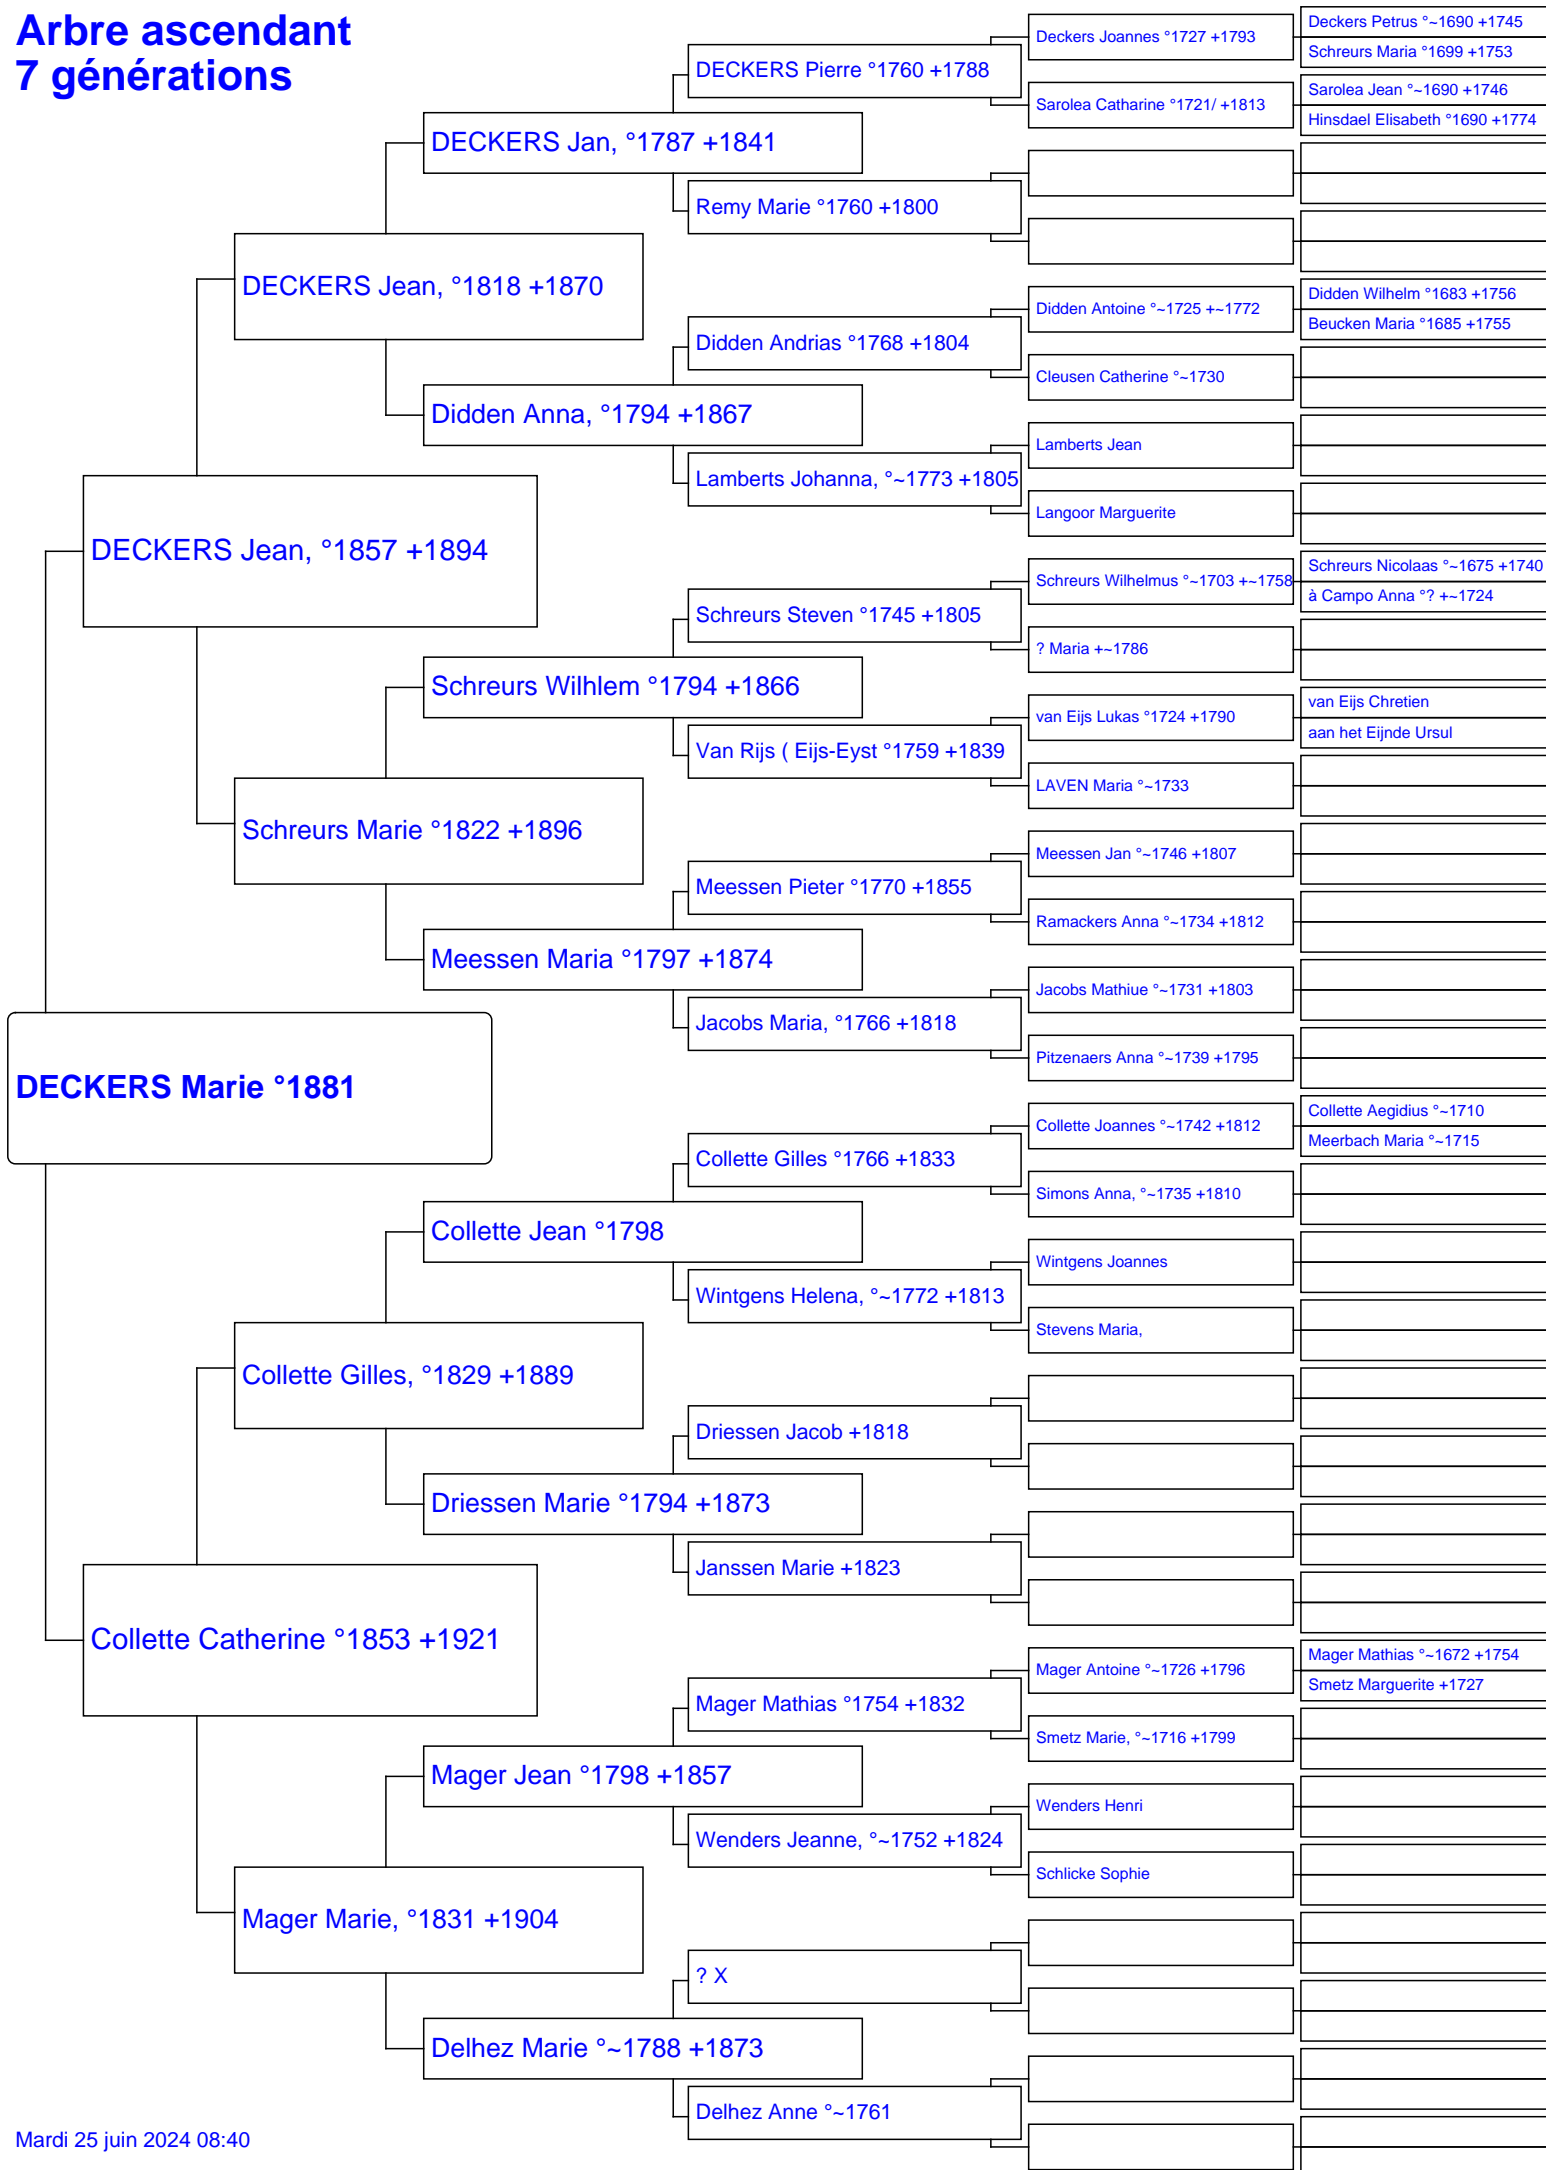 Arbre ascendant
7 générations
Deckers Petrus °~1690 +1745
Schreurs Maria °1699 +1753
Deckers Joannes °1727 +1793
DECKERS Pierre °1760 +1788
Sarolea Jean °~1690 +1746
Hinsdael Elisabeth °1690 +1774
Sarolea Catharine °1721/ +1813
DECKERS Jan, °1787 +1841
Remy Marie °1760 +1800
DECKERS Jean, °1818 +1870
Didden Wilhelm °1683 +1756
Beucken Maria °1685 +1755
Didden Antoine °~1725 +~1772
Didden Andrias °1768 +1804
Cleusen Catherine °~1730
Didden Anna, °1794 +1867
Lamberts Jean
Lamberts Johanna, °~1773 +1805
Langoor Marguerite
DECKERS Jean, °1857 +1894
Schreurs Nicolaas °~1675 +1740
à Campo Anna °? +~1724
Schreurs Wilhelmus °~1703 +~1758
Schreurs Steven °1745 +1805
? Maria +~1786
Schreurs Wilhlem °1794 +1866
van Eijs Chretien
aan het Eijnde Ursul
van Eijs Lukas °1724 +1790
Van Rijs ( Eijs-Eyst °1759 +1839
LAVEN Maria °~1733
Schreurs Marie °1822 +1896
Meessen Jan °~1746 +1807
Meessen Pieter °1770 +1855
Ramackers Anna °~1734 +1812
Meessen Maria °1797 +1874
Jacobs Mathiue °~1731 +1803
Jacobs Maria, °1766 +1818
Pitzenaers Anna °~1739 +1795
DECKERS Marie °1881
Collette Aegidius °~1710
Meerbach Maria °~1715
Collette Joannes °~1742 +1812
Collette Gilles °1766 +1833
Simons Anna, °~1735 +1810
Collette Jean °1798
Wintgens Joannes
Wintgens Helena, °~1772 +1813
Stevens Maria,
Collette Gilles, °1829 +1889
Driessen Jacob +1818
Driessen Marie °1794 +1873
Janssen Marie +1823
Collette Catherine °1853 +1921
Mager Mathias °~1672 +1754
Smetz Marguerite +1727
Mager Antoine °~1726 +1796
Mager Mathias °1754 +1832
Smetz Marie, °~1716 +1799
Mager Jean °1798 +1857
Wenders Henri
Wenders Jeanne, °~1752 +1824
Schlicke Sophie
Mager Marie, °1831 +1904
? X
Delhez Marie °~1788 +1873
Delhez Anne °~1761
Mardi 25 juin 2024 08:40